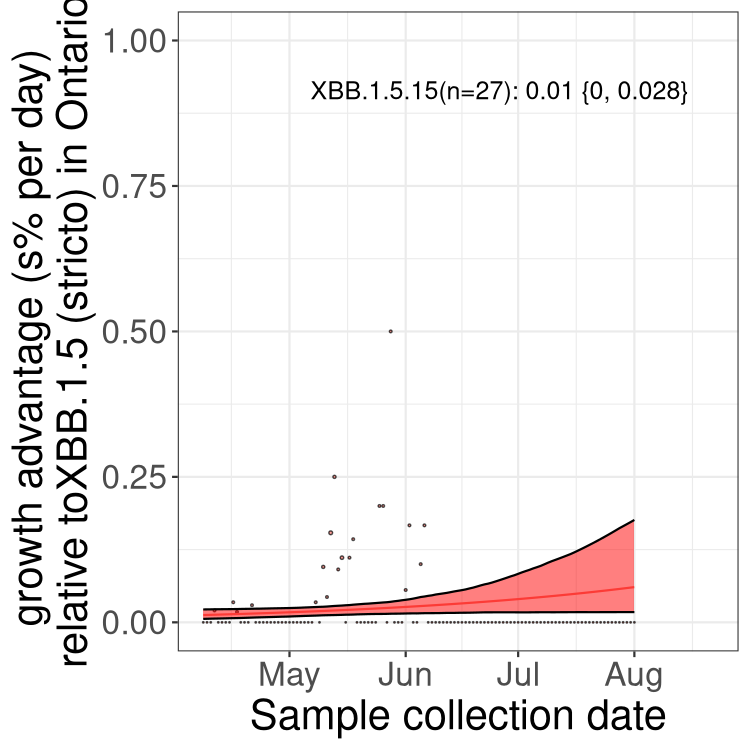 growth advantage (s% per day)
relative toXBB.1.5 (stricto) in Ontario
1.00
0.75
0.50
0.25
0.00
XBB.1.5.15(n=27): 0.01 {0, 0.028}
May Jun Jul Aug
Sample collection date